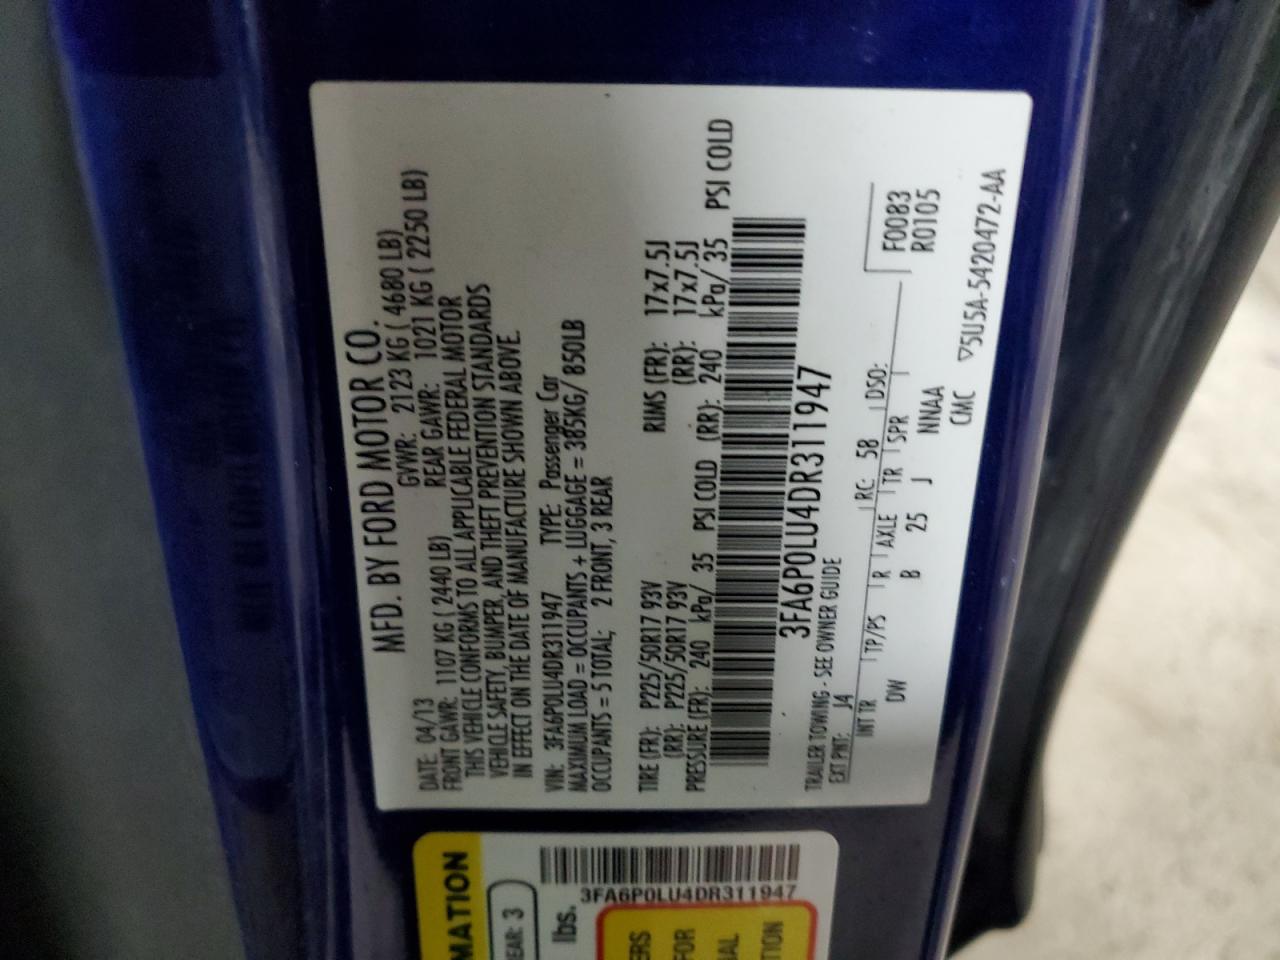 MFD. BY FORD MOTOR CO.
DATE: 04/13 GVWR: 2123 KG ( 4680 LB)
FRONT GAWR: 1107 KG ( 2440 LB) REAR GAWR: 1021 KG ( 2250 LB)
THIS VEHICLE CONFORMS TO ALL APPLICABLE FEDERAL MOTOR
VEHICLE SAFETY, BUMPER, AND THEFT PREVENTION STANDARDS
IN EFFECT ON THE DATE OF MANUFACTURE SHOWN ABOVE.
VIN: 3FA6P0LU4DR311947 TYPE: Passenger Car
MAXIMUM LOAD = OCCUPANTS + LUGGAGE = 385KG/ 850LB
OCCUPANTS = 5 TOTAL; 2 FRONT, 3 REAR
TIRE (FR): P225/50R17 93V RIMS (FR): 17x7.5J
(RR): P225/50R17 93V (RR): 17x7.5J
PRESSURE (FR): 240 kPa/ 35 PSI COLD (RR): 240 kPa/ 35 PSI COLD
3FA6P0LU4DR311947
TRAILER TOWING - SEE OWNER GUIDE
EXT PNT: J4 RC: 58 DSO: F0083
R0105
INT TR TP/PS R AXLE TR SPR
DW B 25 J NNAA
CMC ▽5U5A-5420472-AA
MATION
EAR: 3
lbs.
3FA6P0LU4DR311947
ERS
FOR
IAL
TION